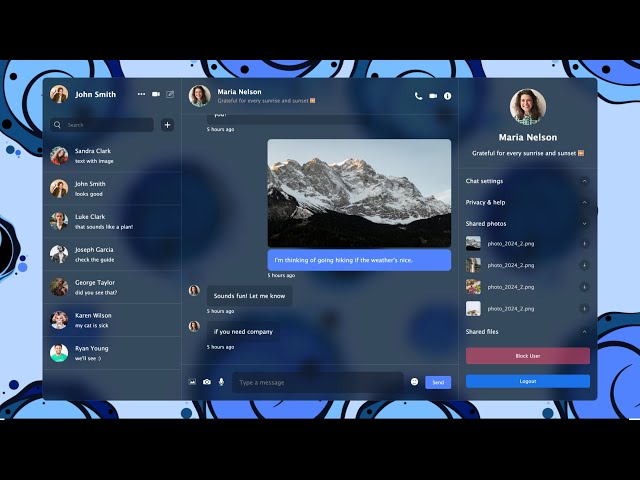 John Smith
Search
Sandra Clark
text with image
John Smith
looks good
Luke Clark
that sounds like a plan!
Joseph Garcia
check the guide
George Taylor
did you see that?
Karen Wilson
my cat is sick
Ryan Young
we'll see :)
Maria Nelson
Grateful for every sunrise and sunset 🌅
you?
5 hours ago
I'm thinking of going hiking if the weather's nice.
5 hours ago
Sounds fun! Let me know
5 hours ago
if you need company
5 hours ago
Type a message
Send
Maria Nelson
Grateful for every sunrise and sunset 🌅
Chat settings
Privacy & help
Shared photos
photo_2024_2.png
photo_2024_2.png
photo_2024_2.png
photo_2024_2.png
Shared files
Block User
Logout